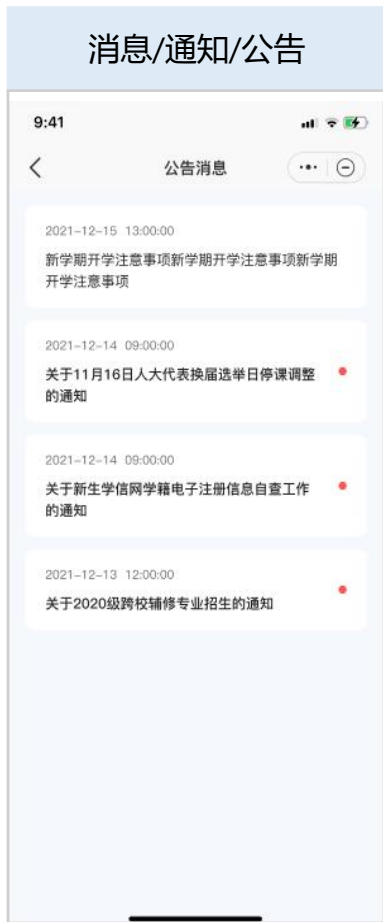 消息/通知/公告
9:41
公告消息
2021-12-15 13:00:00
新学期开学注意事项新学期开学注意事项新学期
开学注意事项
2021-12-14 09:00:00
关于11月16日人大代表换届选举日停课调整
的通知
2021-12-14 09:00:00
关于新生学信网学籍电子注册信息自查工作
的通知
2021-12-13 12:00:00
关于2020级跨校辅修专业招生的通知